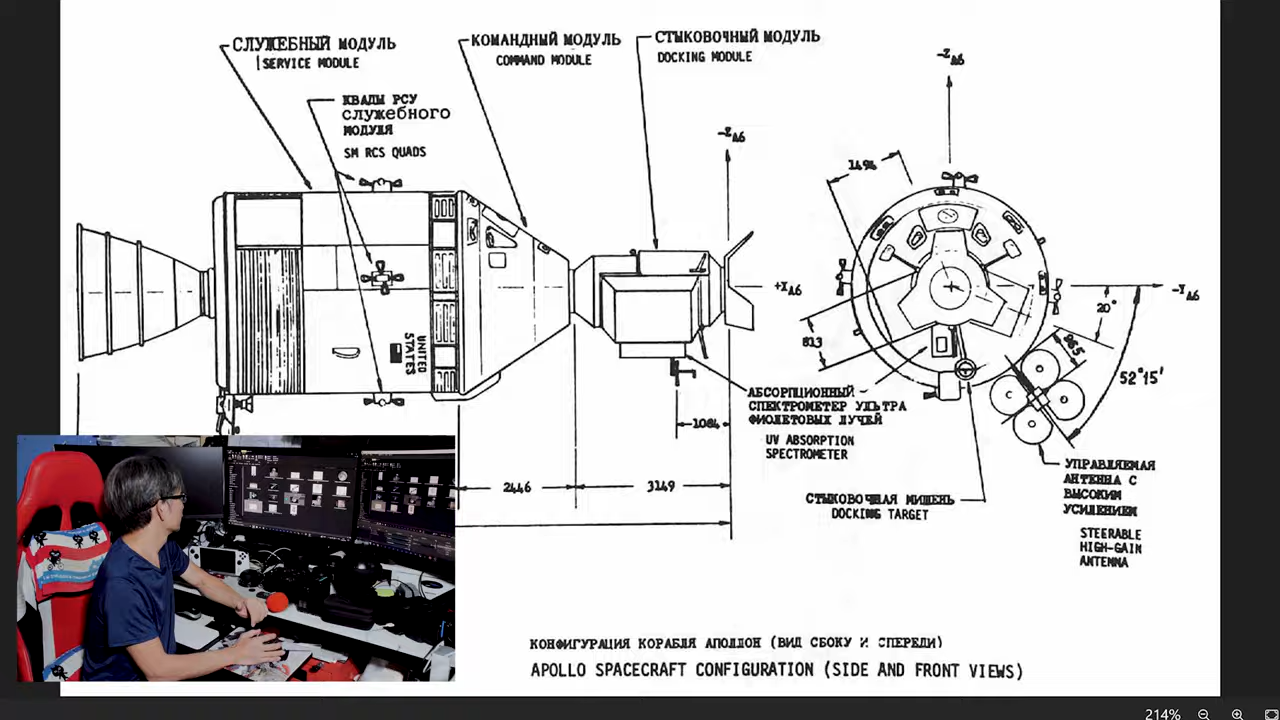 СЛУЖЕБНЫЙ МОДУЛЬ
SERVICE MODULE
КОМАНДНЫЙ МОДУЛЬ
COMMAND MODULE
СТЫКОВОЧНЫЙ МОДУЛЬ
DOCKING MODULE
КВАДЫ РСУ
служебного
МОДУЛЯ
SM RCS QUADS
-Z A6
-Z A6
1494
+X A6
-Y A6
20°
813
965
52°15'
UNITED
STATES
АБСОРПЦИОННЫЙ
СПЕКТРОМЕТР УЛЬТРА
ФИОЛЕТОВЫХ ЛУЧЕЙ
UV ABSORPTION
SPECTROMETER
1084
2446
3149
СТЫКОВОЧНАЯ МИШЕНЬ
DOCKING TARGET
УПРАВЛЯЕМАЯ
АНТЕННА С
ВЫСОКИМ
УСИЛЕНИЕМ
STEERABLE
HIGH-GAIN
ANTENNA
КОНФИГУРАЦИЯ КОРАБЛЯ АПОЛЛОН (ВИД СБОКУ И СПЕРЕДИ)
APOLLO SPACECRAFT CONFIGURATION (SIDE AND FRONT VIEWS)
214%